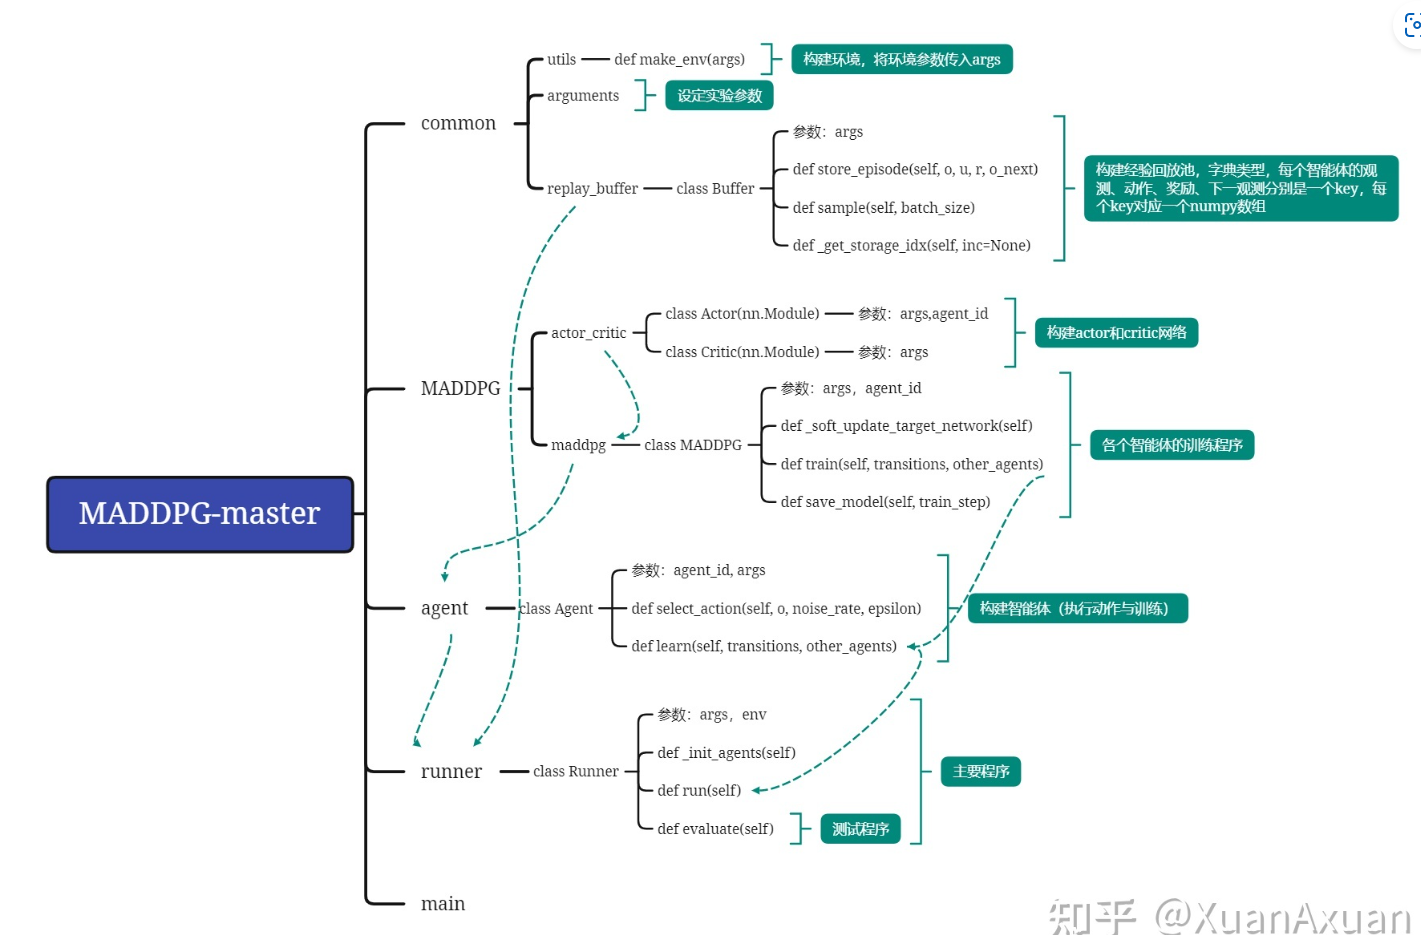 utils
def make_env(args)
构建环境，将环境参数传入args
arguments
设定实验参数
common
参数：args
def store_episode(self, o, u, r, o_next)
构建经验回放池，字典类型，每个智能体的观
测、动作、奖励、下一观测分别是一个key，每
个key对应一个numpy数组
replay_buffer
class Buffer
def sample(self, batch_size)
def _get_storage_idx(self, inc=None)
class Actor(nn.Module)
参数：args,agent_id
actor_critic
构建actor和critic网络
class Critic(nn.Module)
参数：args
MADDPG
参数：args，agent_id
def _soft_update_target_network(self)
maddpg
class MADDPG
各个智能体的训练程序
def train(self, transitions, other_agents)
def save_model(self, train_step)
MADDPG-master
参数：agent_id, args
agent
class Agent
def select_action(self, o, noise_rate, epsilon)
构建智能体（执行动作与训练）
def learn(self, transitions, other_agents)
参数：args，env
def _init_agents(self)
runner
class Runner
主要程序
def run(self)
def evaluate(self)
测试程序
main
知乎 @XuanAxuan